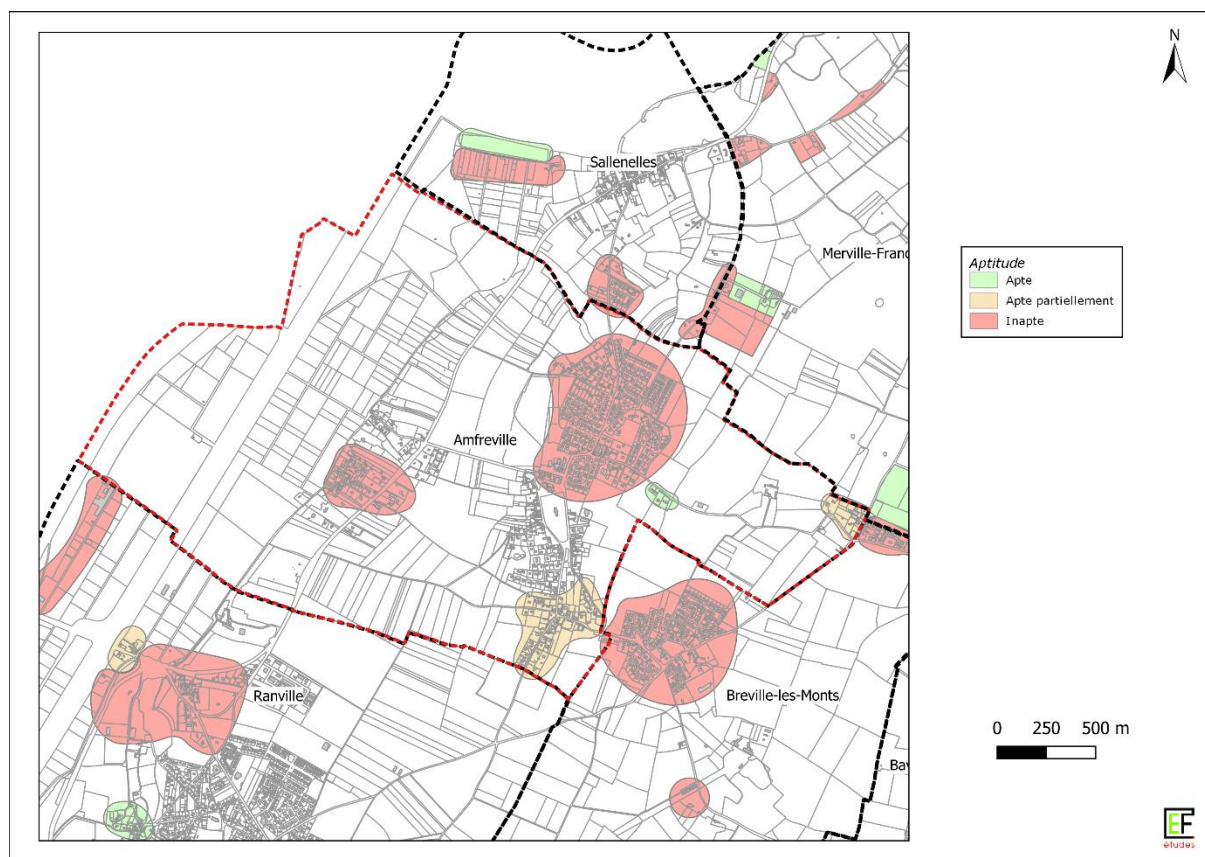 N
Sallenelles
Merville-Franc
Aptitude
Apte
Apte partiellement
Inapte
Amfreville
Ranville
Breville-les-Monts
0 250 500 m
Bav
EF
études